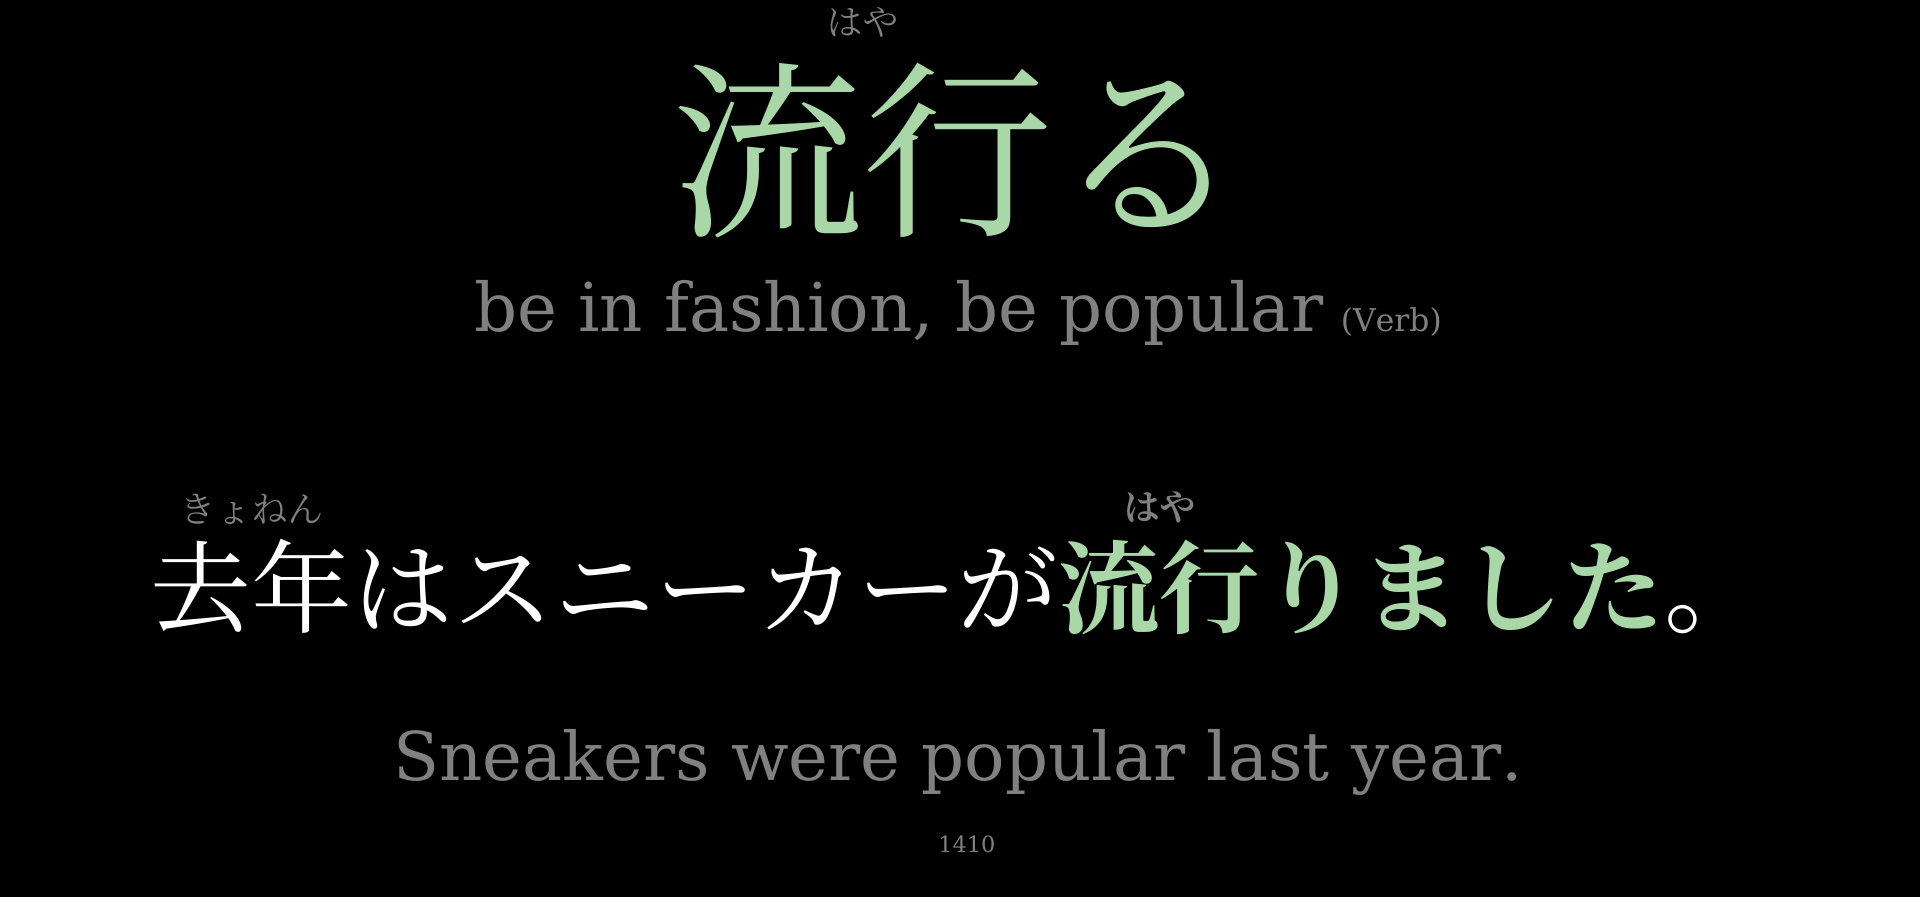 はや
流行る
be in fashion, be popular (Verb)
きょねん はや
去年はスニーカーが流行りました。
Sneakers were popular last year.
1410